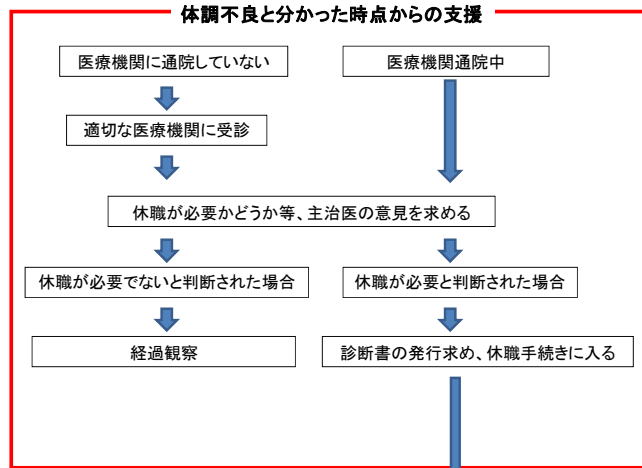 体調不良と分かった時点からの支援
医療機関に通院していない
医療機関通院中
適切な医療機関に受診
休職が必要かどうか等、主治医の意見を求める
休職が必要でないと判断された場合
休職が必要と判断された場合
経過観察
診断書の発行求め、休職手続きに入る